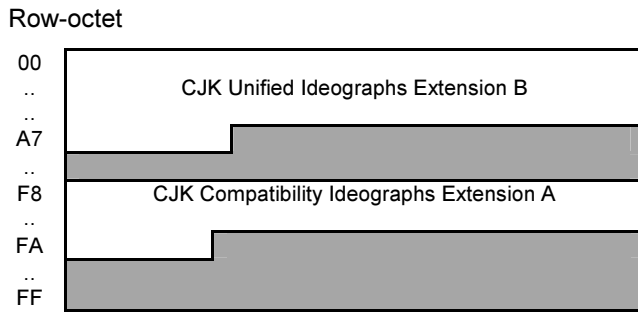 Row-octet
00
.. CJK Unified Ideographs Extension B
..
A7
..
F8 CJK Compatibility Ideographs Extension A
..
FA
..
FF